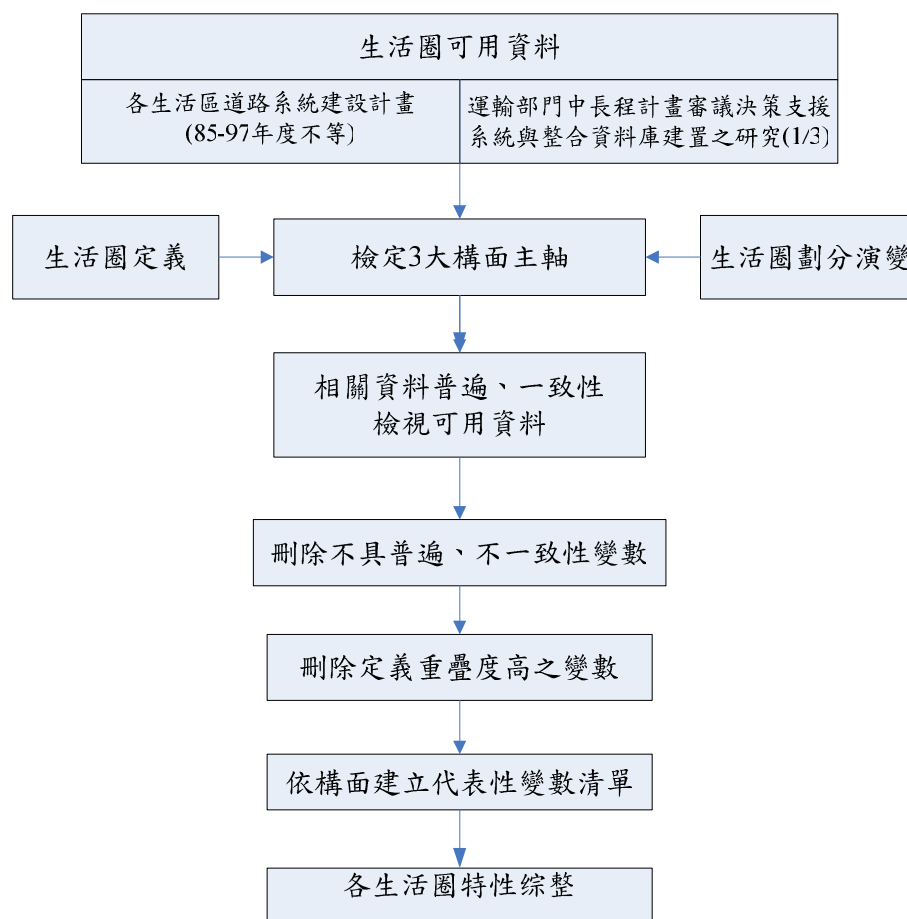 生活圈可用資料
各生活區道路系統建設計畫
(85-97年度不等)
運輸部門中長程計畫審議決策支援
系統與整合資料庫建置之研究(1/3)
生活圈定義
檢定3大構面主軸
生活圈劃分演變
相關資料普遍、一致性
檢視可用資料
刪除不具普遍、不一致性變數
刪除定義重疊度高之變數
依構面建立代表性變數清單
各生活圈特性綜整